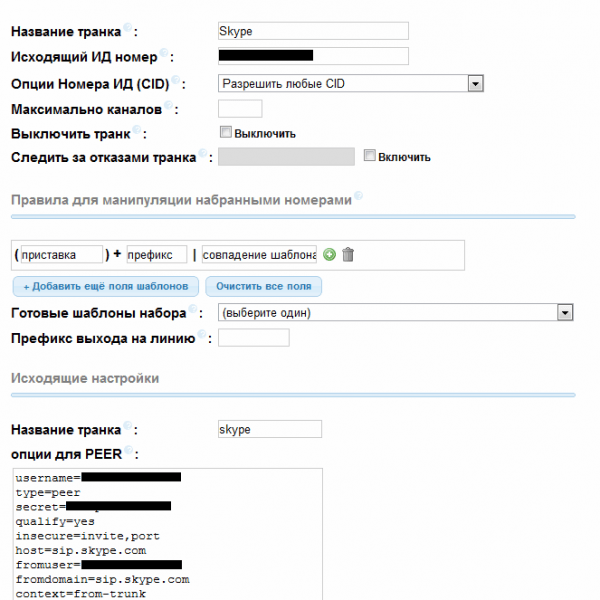 Название транка : Skype
Исходящий ИД номер :
Опции Номера ИД (CID) : Разрешить любые CID
Максимально каналов :
Выключить транк : Выключить
Следить за отказами транка : Включить
Правила для манипуляции набранными номерами
( приставка ) + префикс | совпадение шаблона
+ Добавить ещё поля шаблонов Очистить все поля
Готовые шаблоны набора : (выберите один)
Префикс выхода на линию :
Исходящие настройки
Название транка : skype
опции для PEER :
username=
type=peer
secret=
qualify=yes
insecure=invite,port
host=sip.skype.com
fromuser=
fromdomain=sip.skype.com
context=from-trunk